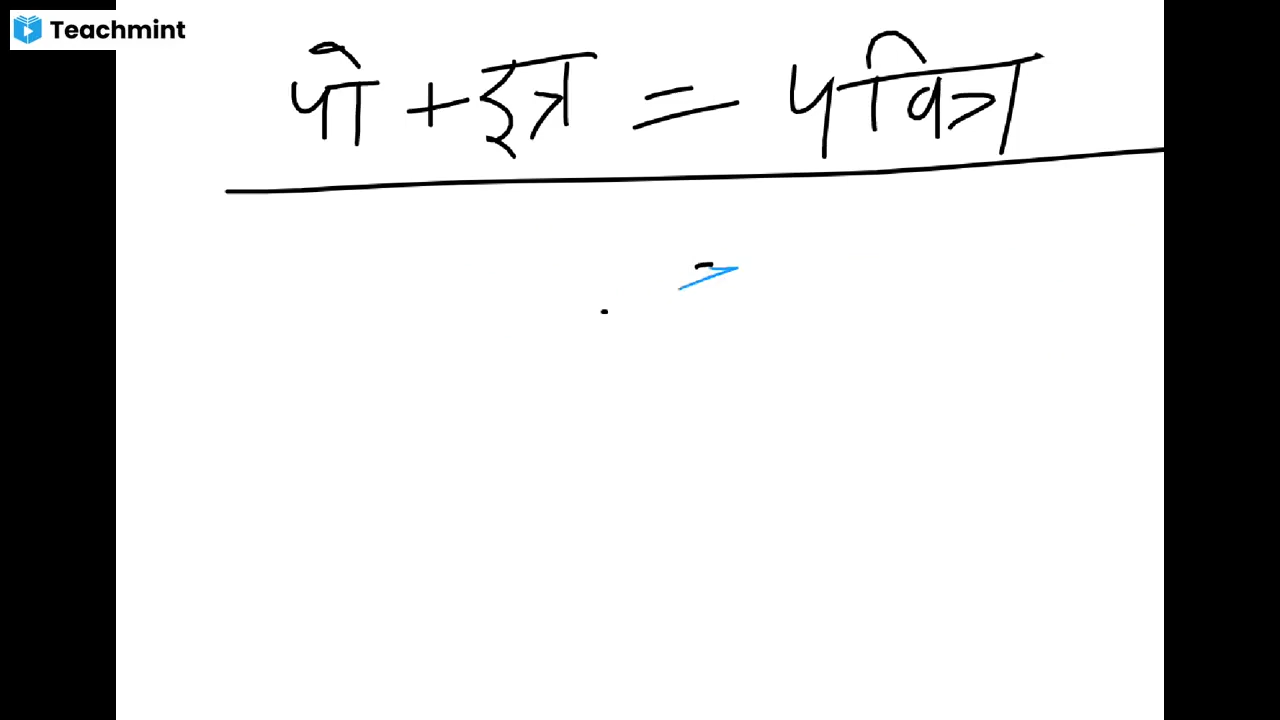 Teachmint
पो + इत्र = पवित्र
=